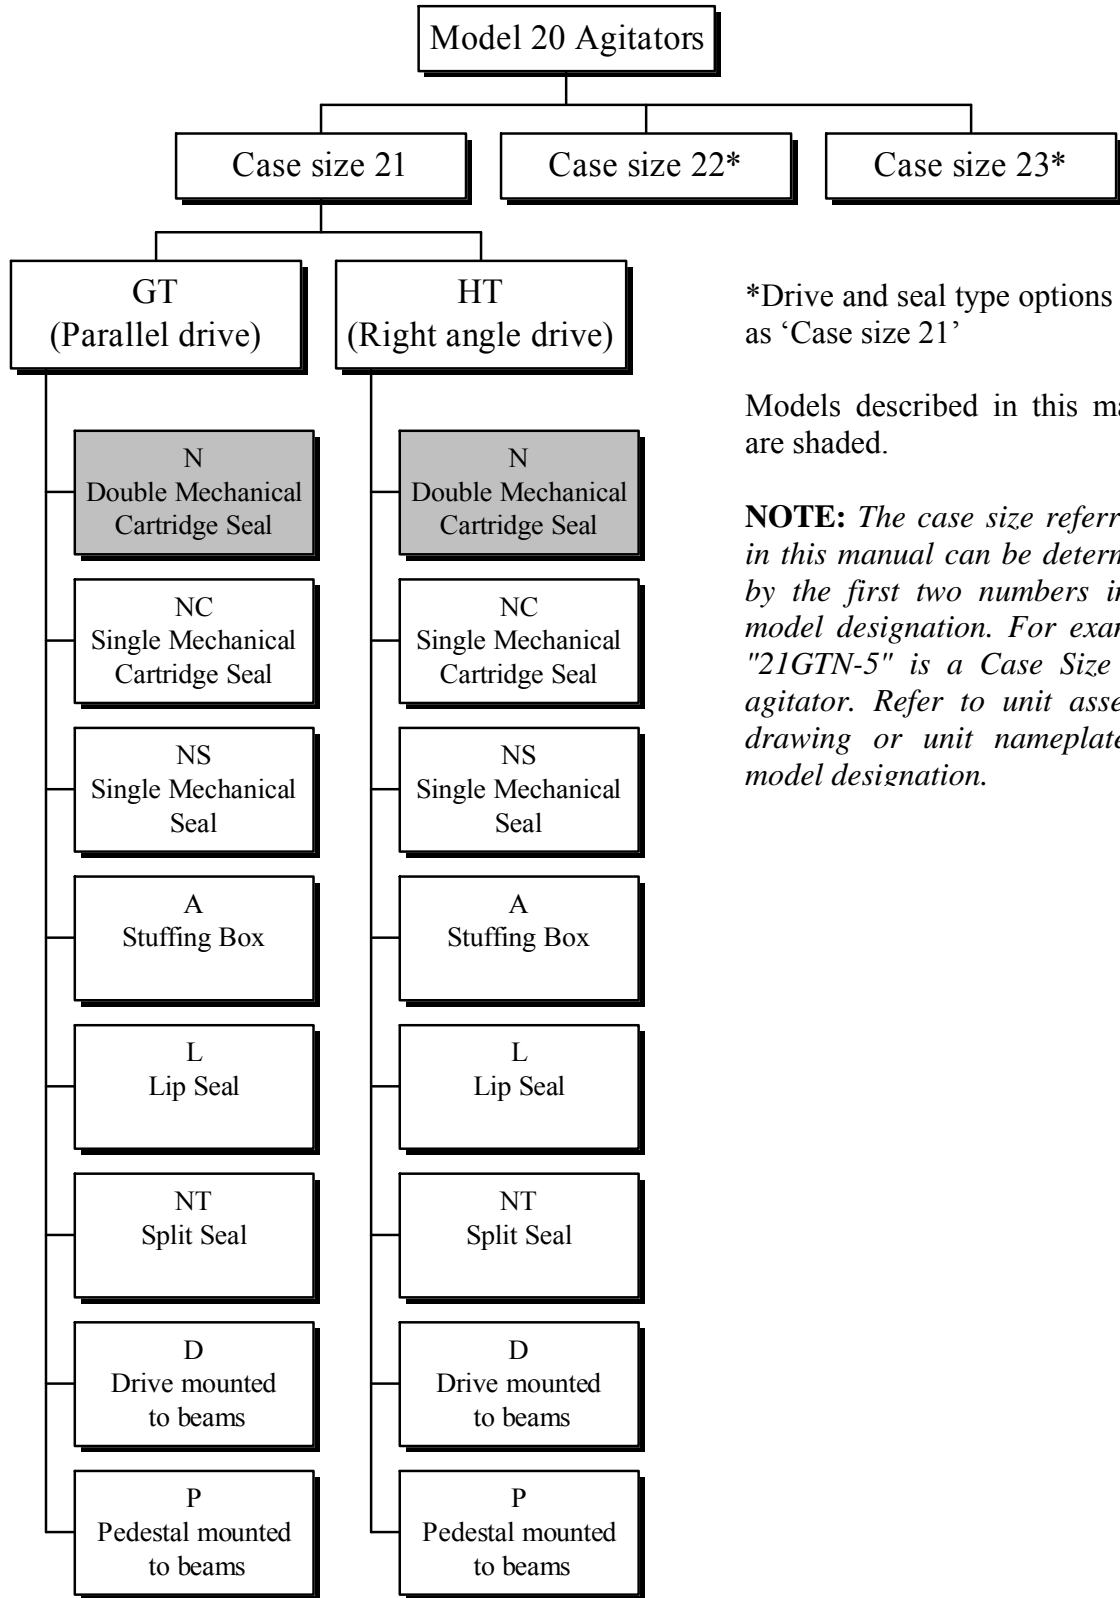 Model 20 Agitators
Case size 21
Case size 22*
Case size 23*
GT
(Parallel drive)
HT
(Right angle drive)
N
Double Mechanical
Cartridge Seal
NC
Single Mechanical
Cartridge Seal
NS
Single Mechanical
Seal
A
Stuffing Box
L
Lip Seal
NT
Split Seal
D
Drive mounted
to beams
P
Pedestal mounted
to beams
N
Double Mechanical
Cartridge Seal
NC
Single Mechanical
Cartridge Seal
NS
Single Mechanical
Seal
A
Stuffing Box
L
Lip Seal
NT
Split Seal
D
Drive mounted
to beams
P
Pedestal mounted
to beams
*Drive and seal type options
as ‘Case size 21’
Models described in this ma
are shaded.
NOTE: The case size referr
in this manual can be determ
by the first two numbers in
model designation. For exam
"21GTN-5" is a Case Size
agitator. Refer to unit asse
drawing or unit nameplate
model designation.